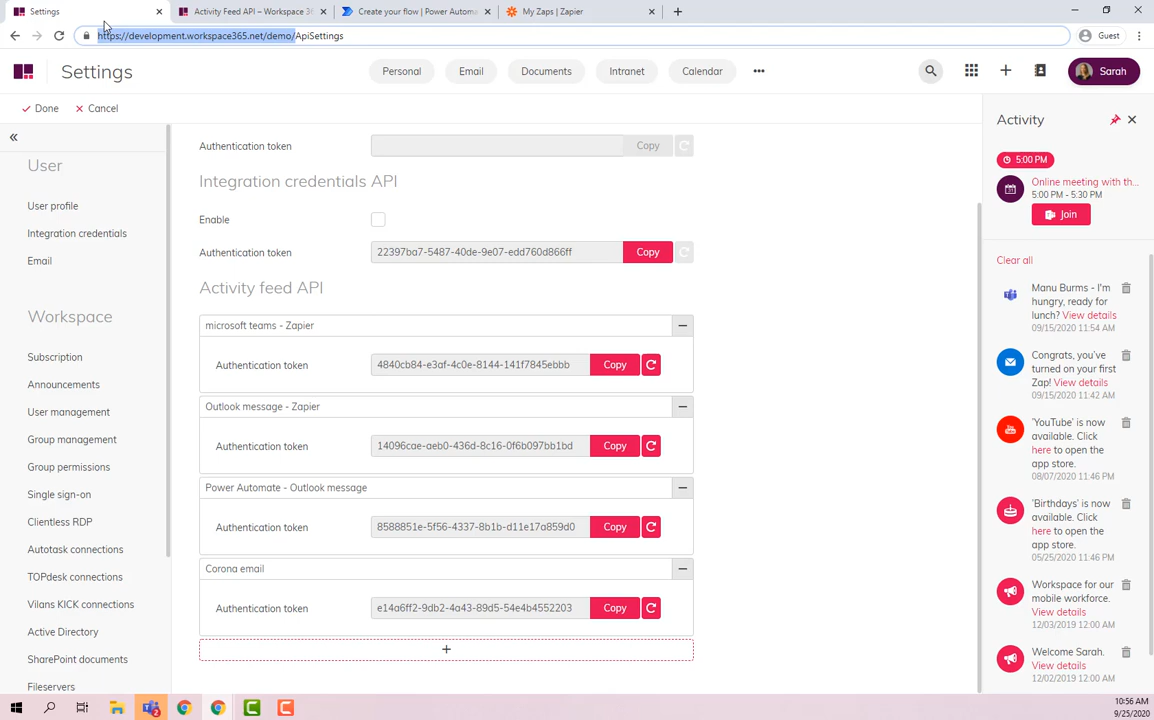 Settings
Activity Feed API – Workspace 36
Create your flow | Power Automa
My Zaps | Zapier
https://development.workspace365.net/demo/ApiSettings
Guest
Settings
Personal
Email
Documents
Intranet
Calendar
Sarah
Done
Cancel
User
User profile
Integration credentials
Email
Workspace
Subscription
Announcements
User management
Group management
Group permissions
Single sign-on
Clientless RDP
Autotask connections
TOPdesk connections
Vilans KICK connections
Active Directory
SharePoint documents
Fileservers
Authentication token
Copy
Integration credentials API
Enable
Authentication token
22397ba7-5487-40de-9e07-edd760d866ff
Copy
Activity feed API
microsoft teams - Zapier
Authentication token
4840cb84-e3af-4c0e-8144-141f7845ebbb
Copy
Outlook message - Zapier
Authentication token
14096cae-aeb0-436d-8c16-0f6b097bb1bd
Copy
Power Automate - Outlook message
Authentication token
8588851e-5f56-4337-8b1b-d11e17a859d0
Copy
Corona email
Authentication token
e14a6ff2-9db2-4a43-89d5-54e4b4552203
Copy
Activity
5:00 PM
Online meeting with th...
5:00 PM - 5:30 PM
Join
Clear all
Manu Burms - I'm
hungry, ready for
lunch? View details
09/15/2020 11:54 AM
Congrats, you've
turned on your first
Zap! View details
09/15/2020 11:42 AM
'YouTube' is now
available. Click
here to open the
app store.
08/07/2020 11:46 PM
'Birthdays' is now
available. Click
here to open the
app store.
05/25/2020 11:46 PM
Workspace for our
mobile workforce.
View details
12/03/2019 12:00 AM
Welcome Sarah.
View details
12/02/2019 12:00 AM
10:56 AM
9/25/2020